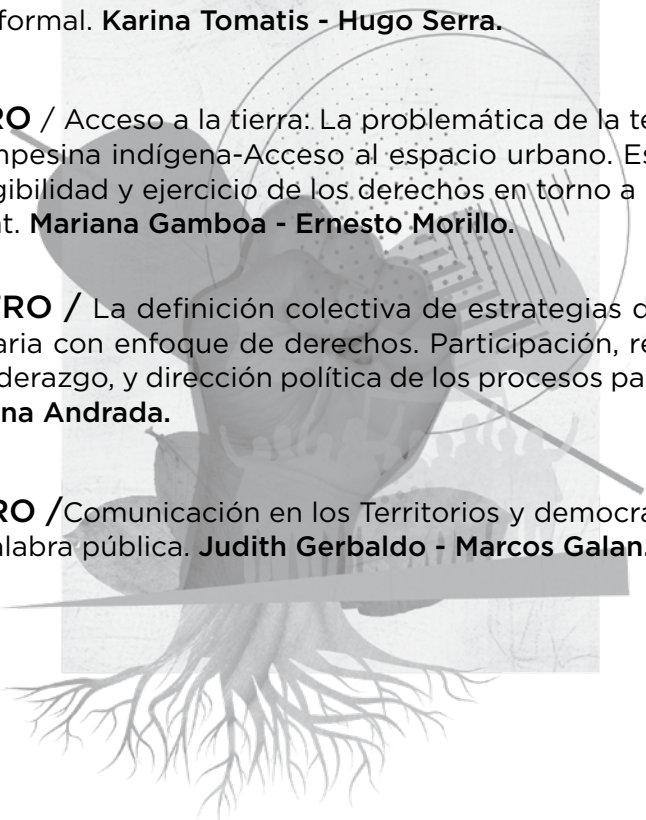 formal. Karina Tomatis - Hugo Serra.
RO / Acceso a la tierra: La problemática de la te
mpesina indígena-Acceso al espacio urbano. Es
gibilidad y ejercicio de los derechos en torno a
at. Mariana Gamboa - Ernesto Morillo.
TRO / La definición colectiva de estrategias d
aria con enfoque de derechos. Participación, re
derazgo, y dirección política de los procesos pa
na Andrada.
RO /Comunicación en los Territorios y democra
alabra pública. Judith Gerbaldo - Marcos Galan.